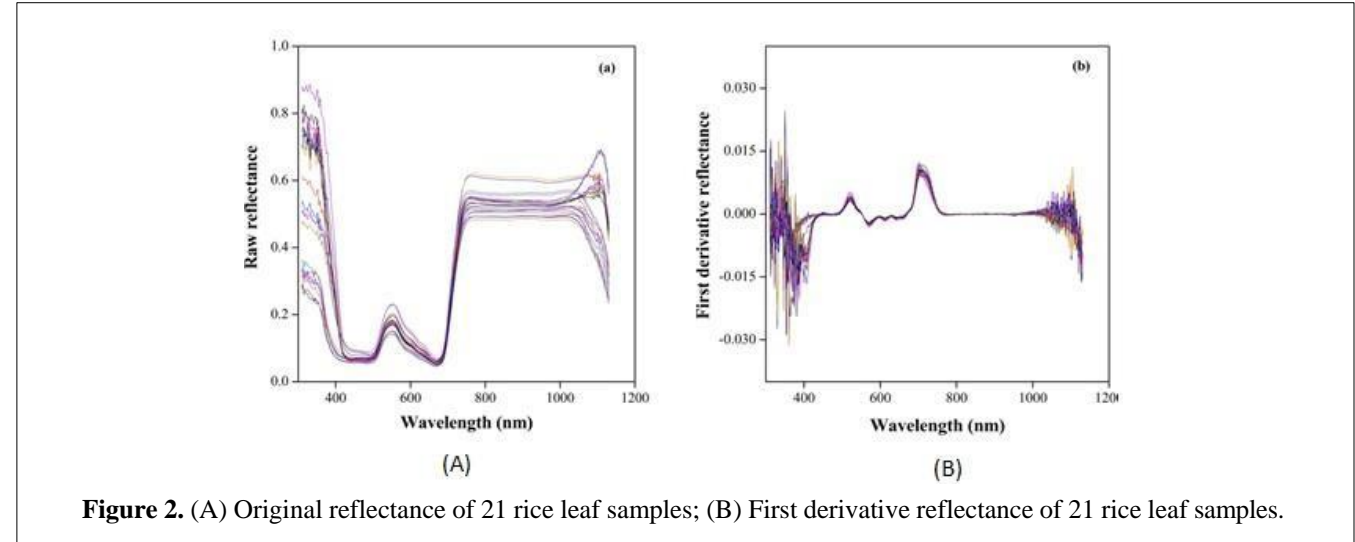 1.0
(a)
0.8
0.6
0.4
0.2
0.0
400 600 800 1000 1200
Raw reflectance
Wavelength (nm)
(A)
(b)
0.030
0.015
0.000
-0.015
-0.030
400 600 800 1000 120
First derivative reflectance
Wavelength (nm)
(B)
Figure 2. (A) Original reflectance of 21 rice leaf samples; (B) First derivative reflectance of 21 rice leaf samples.